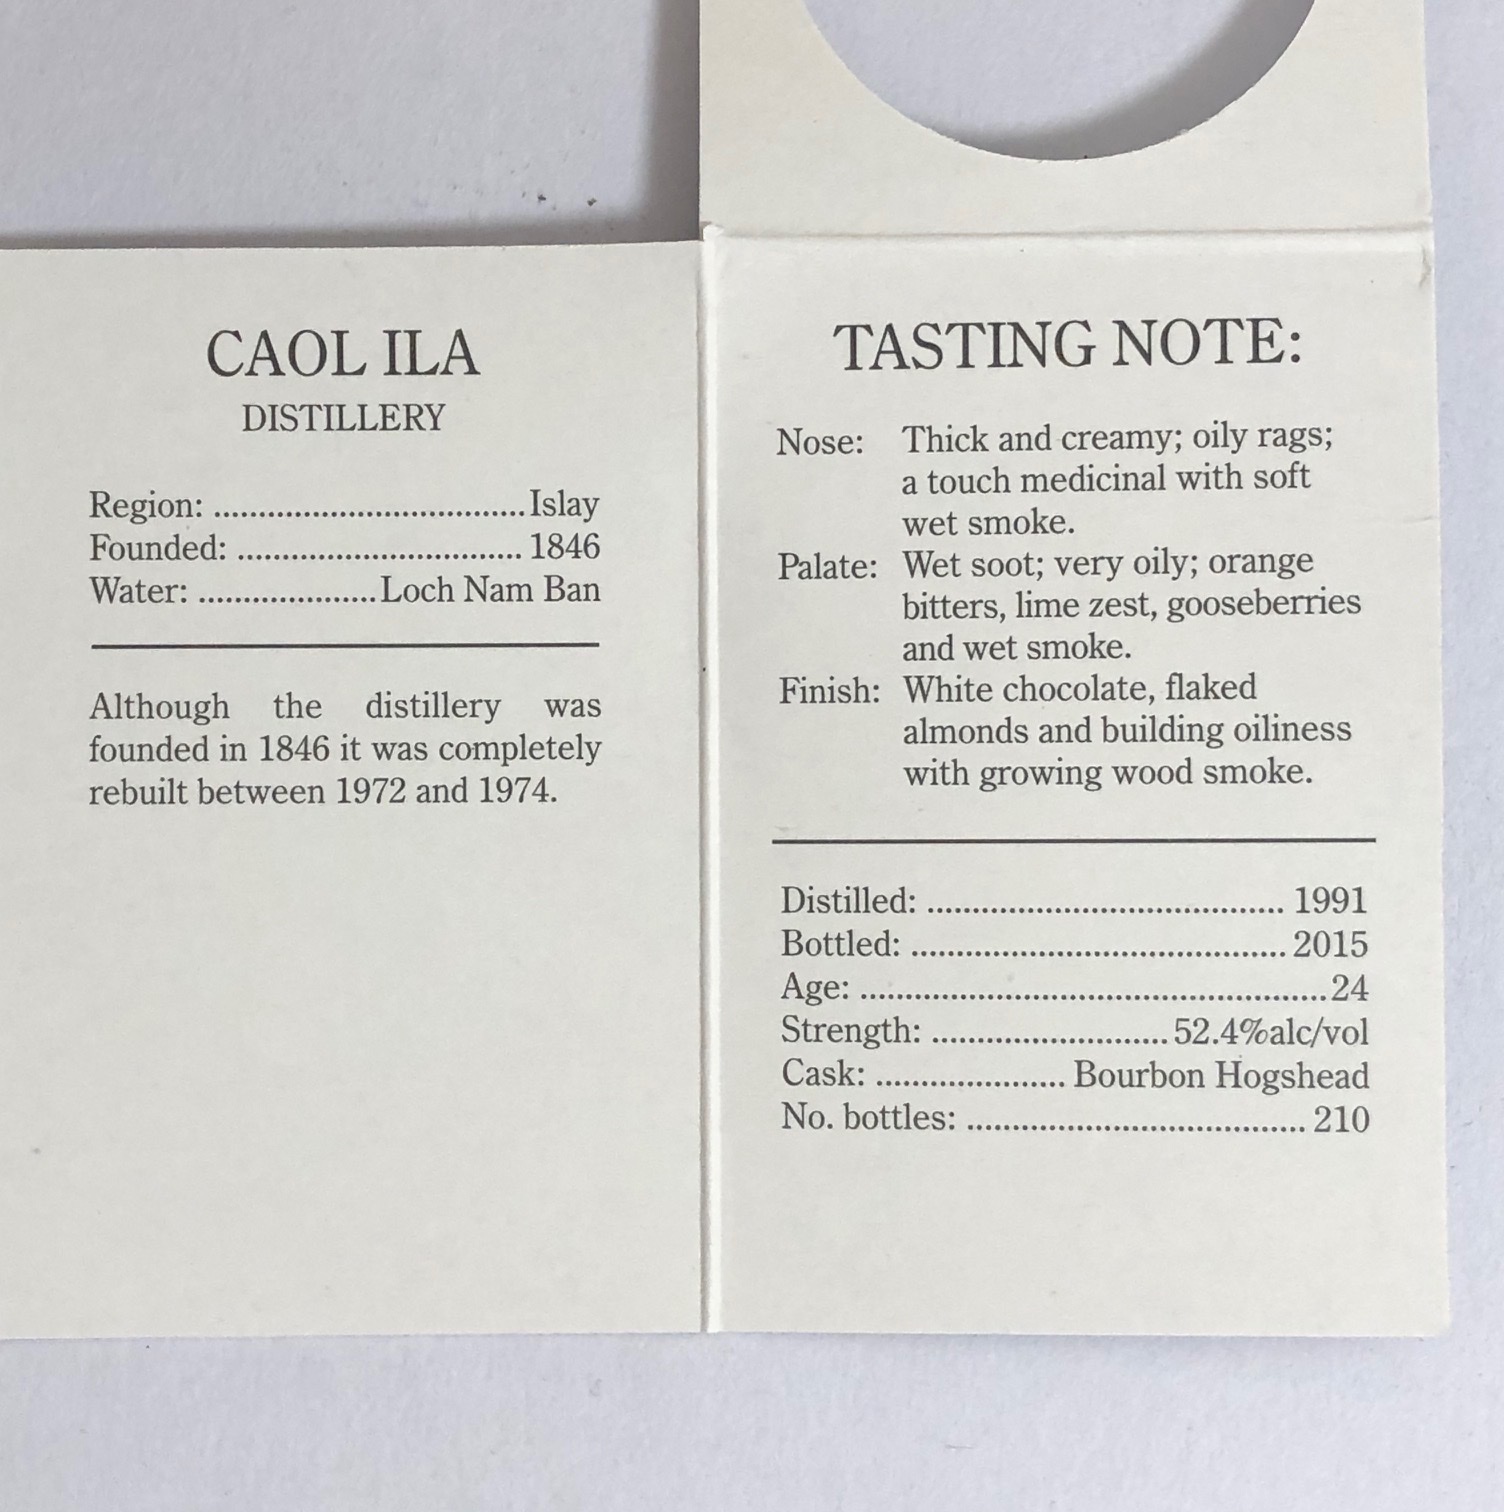 CAOL ILA
DISTILLERY
Region: ................................... Islay
Founded: ................................ 1846
Water: .................... Loch Nam Ban
Although the distillery was
founded in 1846 it was completely
rebuilt between 1972 and 1974.
TASTING NOTE:
Nose: Thick and creamy; oily rags;
a touch medicinal with soft
wet smoke.
Palate: Wet soot; very oily; orange
bitters, lime zest, gooseberries
and wet smoke.
Finish: White chocolate, flaked
almonds and building oiliness
with growing wood smoke.
Distilled: ....................................... 1991
Bottled: ......................................... 2015
Age: ................................................... 24
Strength: .......................... 52.4%alc/vol
Cask: ..................... Bourbon Hogshead
No. bottles: ..................................... 210